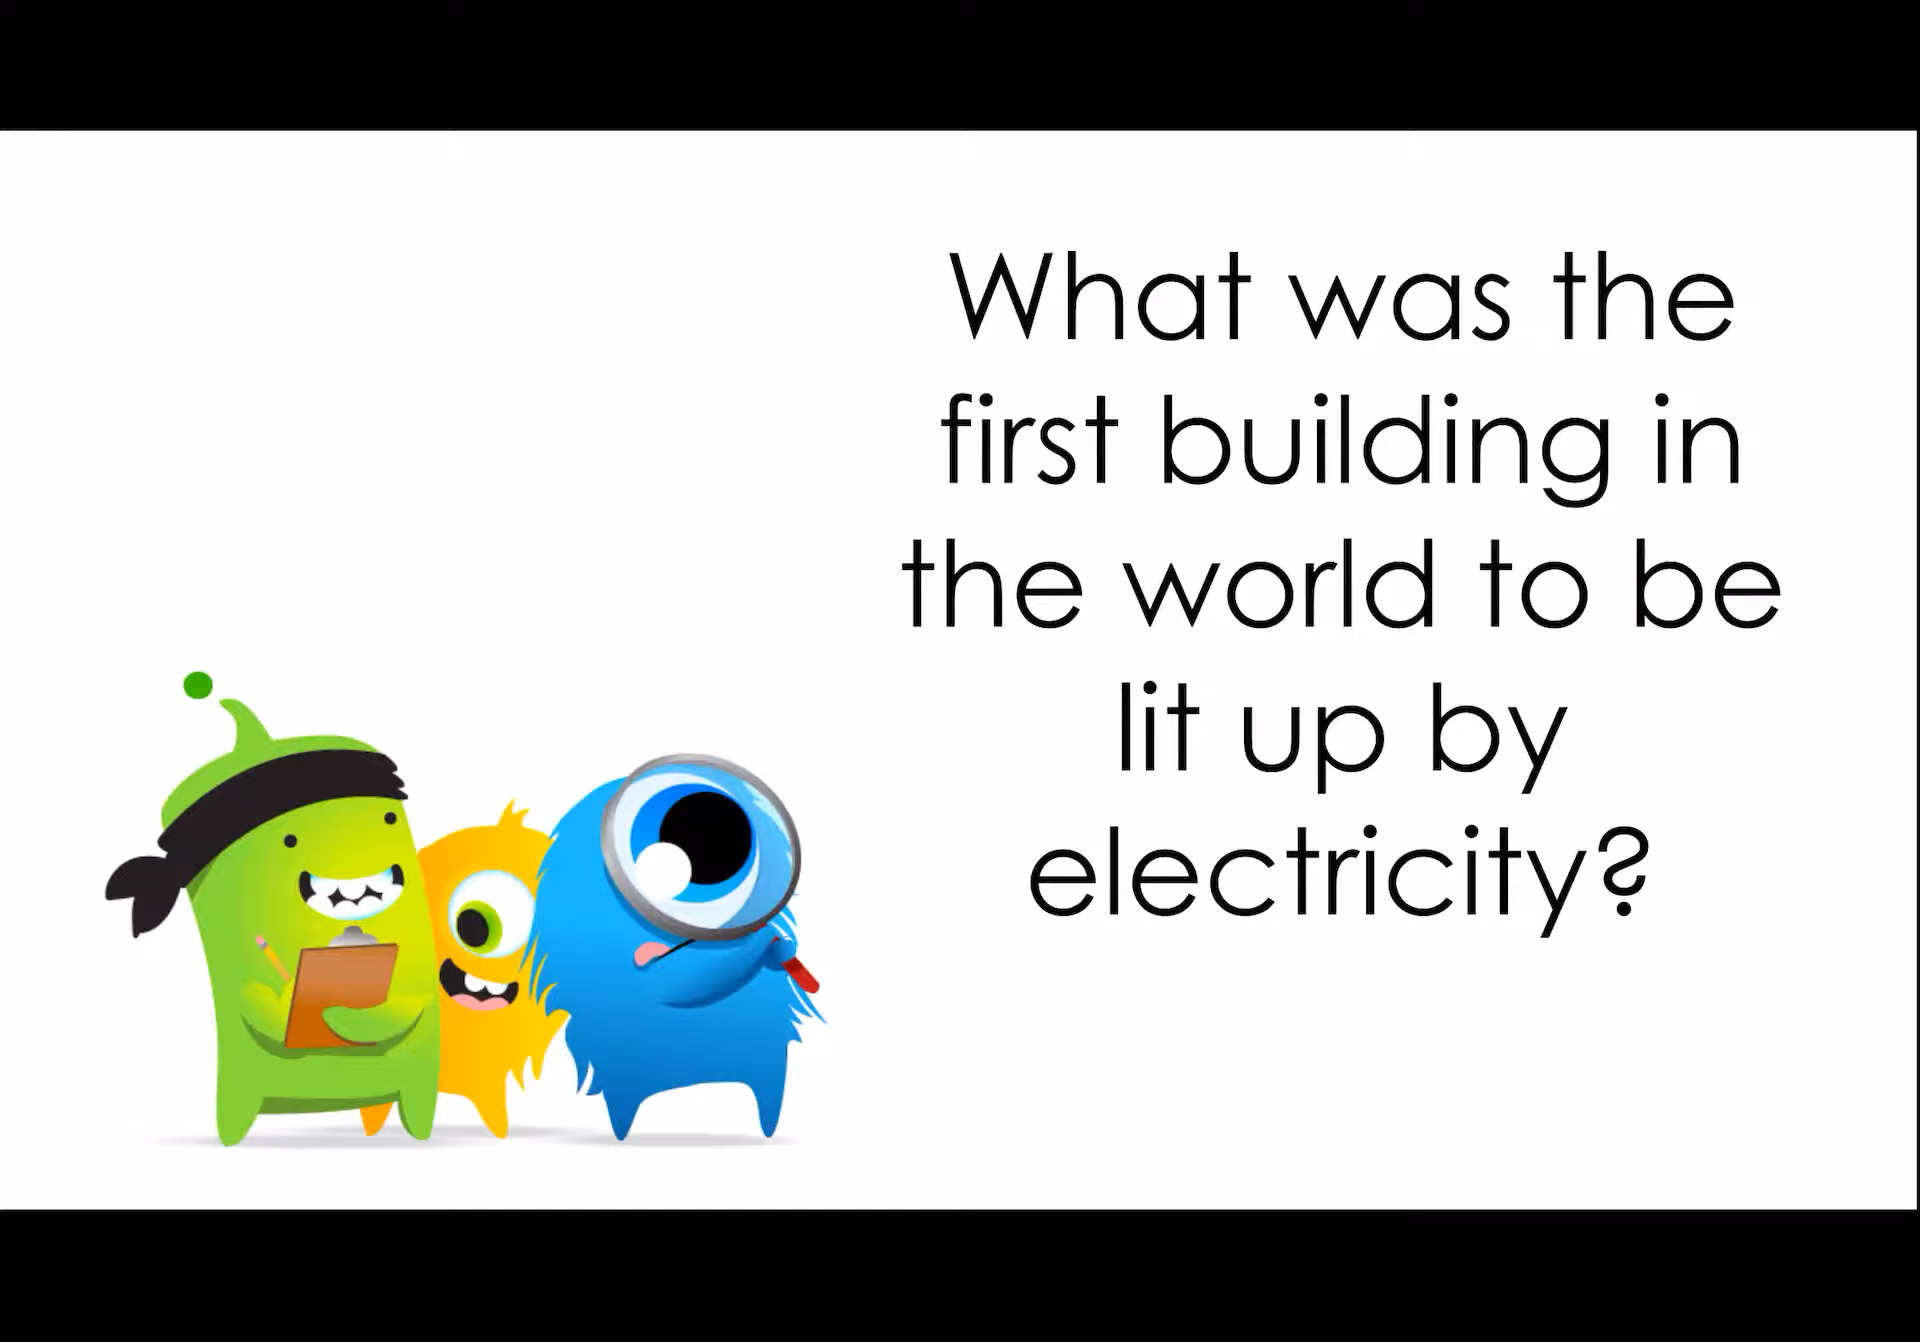 What was the
first building in
the world to be
lit up by
electricity?